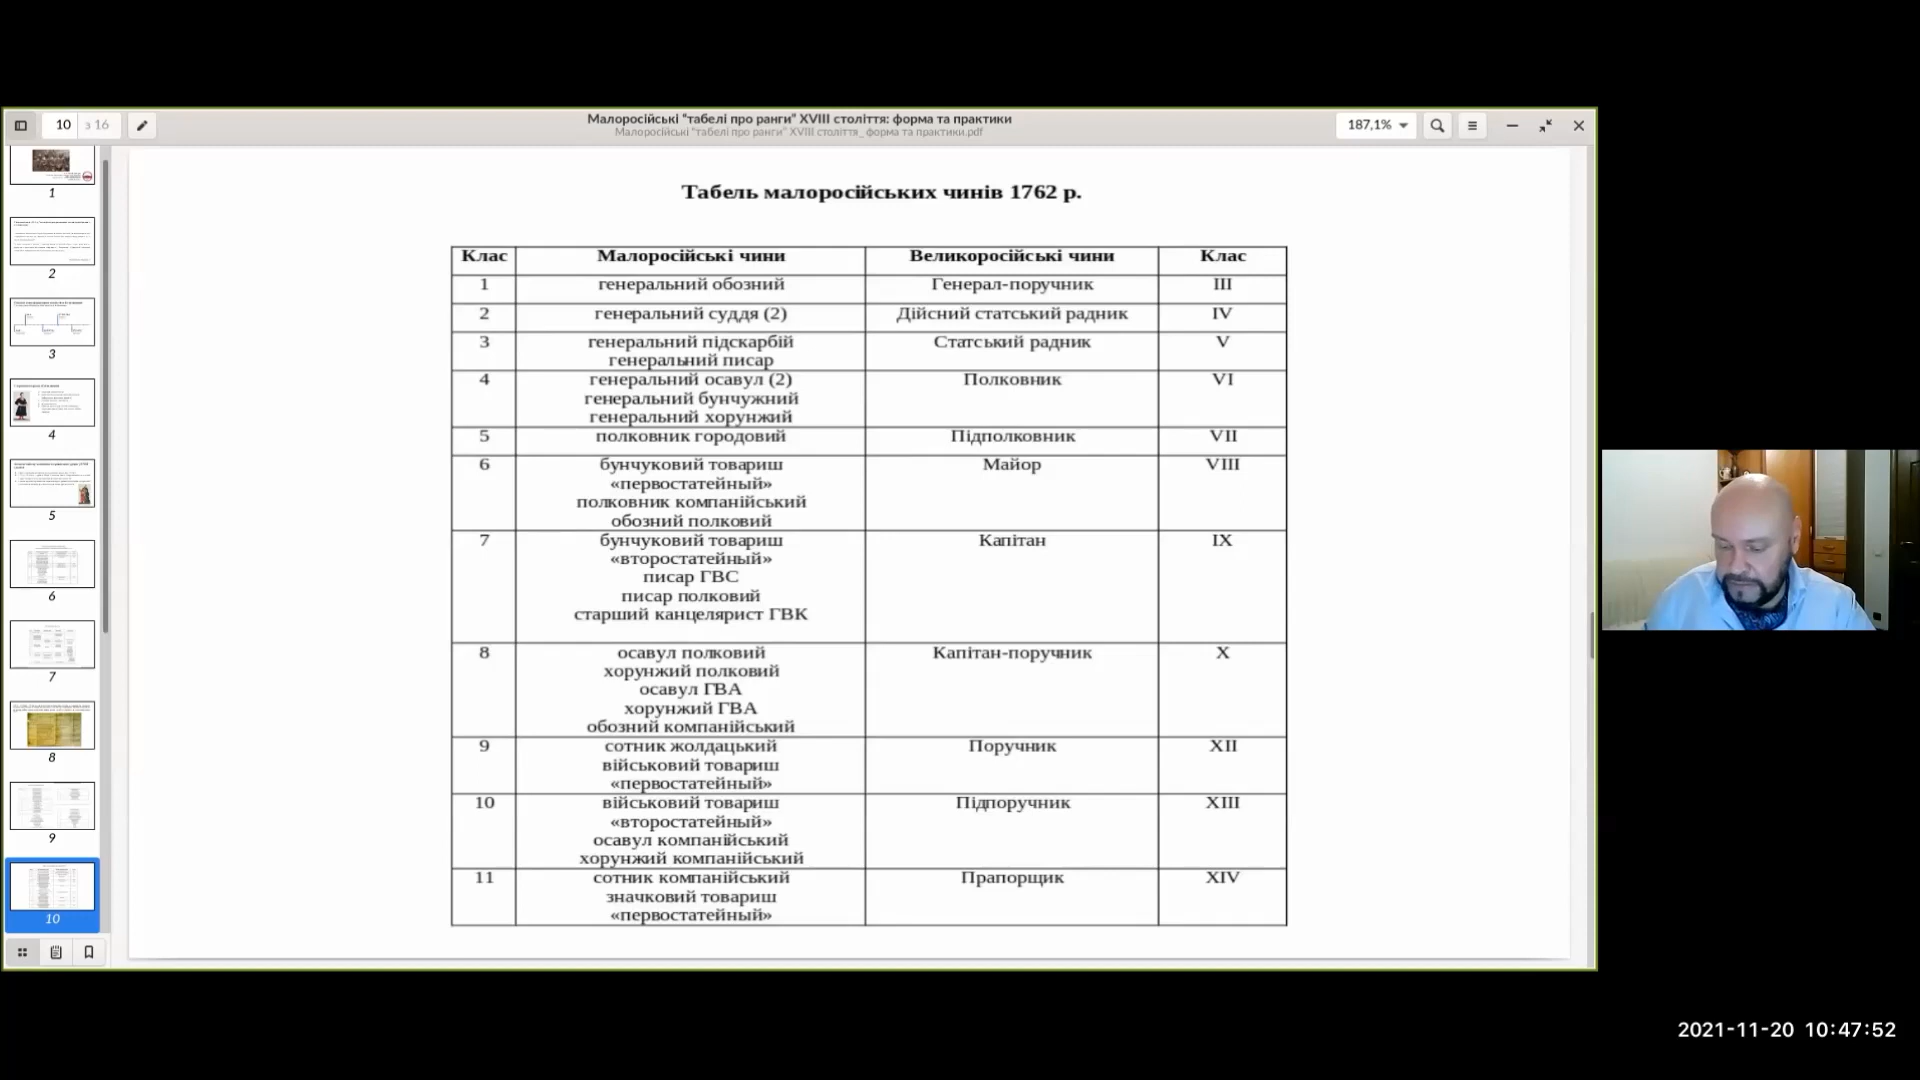 10 з 16
Малоросійські "табелі про ранги" XVIII століття: форма та практики
Малоросійські "табелі про ранги" XVIII століття_ форма та практики.pdf
187,1%
1
2
3
4
5
6
7
8
9
10
Табель малоросійських чинів 1762 р.
Клас Малоросійські чини Великоросійські чини Клас
1 генеральний обозний Генерал-поручник III
2 генеральний суддя (2) Дійсний статський радник IV
3 генеральний підскарбій Статський радник V
генеральний писар
4 генеральний осавул (2) Полковник VI
генеральний бунчужний
генеральний хорунжий
5 полковник городовий Підполковник VII
6 бунчуковий товариш Майор VIII
«первостатейный»
полковник компанійський
обозний полковий
7 бунчуковий товариш Капітан IX
«второстатейный»
писар ГВС
писар полковий
старший канцелярист ГВК
8 осавул полковий Капітан-поручник X
хорунжий полковий
осавул ГВА
хорунжий ГВА
обозний компанійський
9 сотник жолдацький Поручник XII
військовий товариш
«первостатейный»
10 військовий товариш Підпоручник XIII
«второстатейный»
осавул компанійський
хорунжий компанійський
11 сотник компанійський Прапорщик XIV
значковий товариш
«первостатейный»
2021-11-20 10:47:52